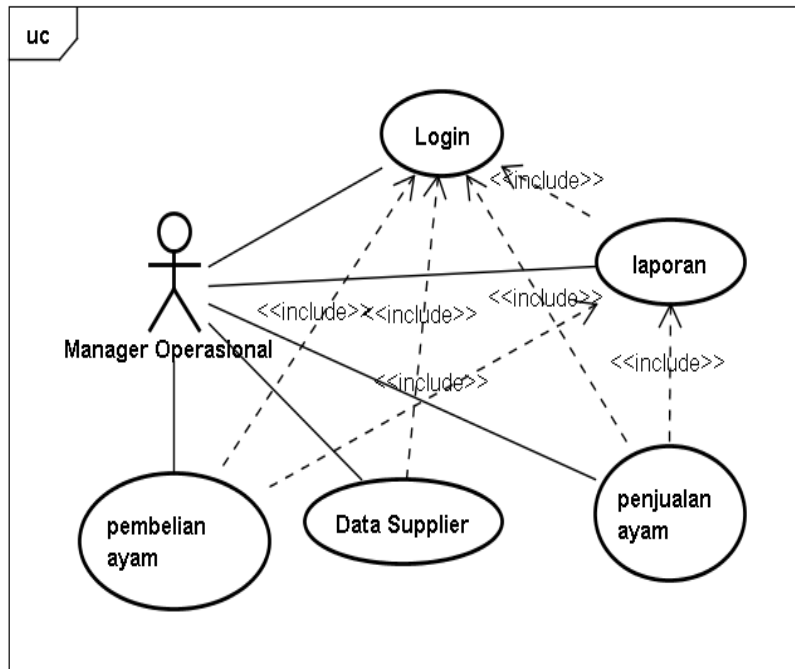 uc
Login
<<include>>
laporan
<<include>>
<<include>>
<<include>>
Manager Operasional
<<include>>
<<include>>
pembelian
ayam
Data Supplier
penjualan
ayam